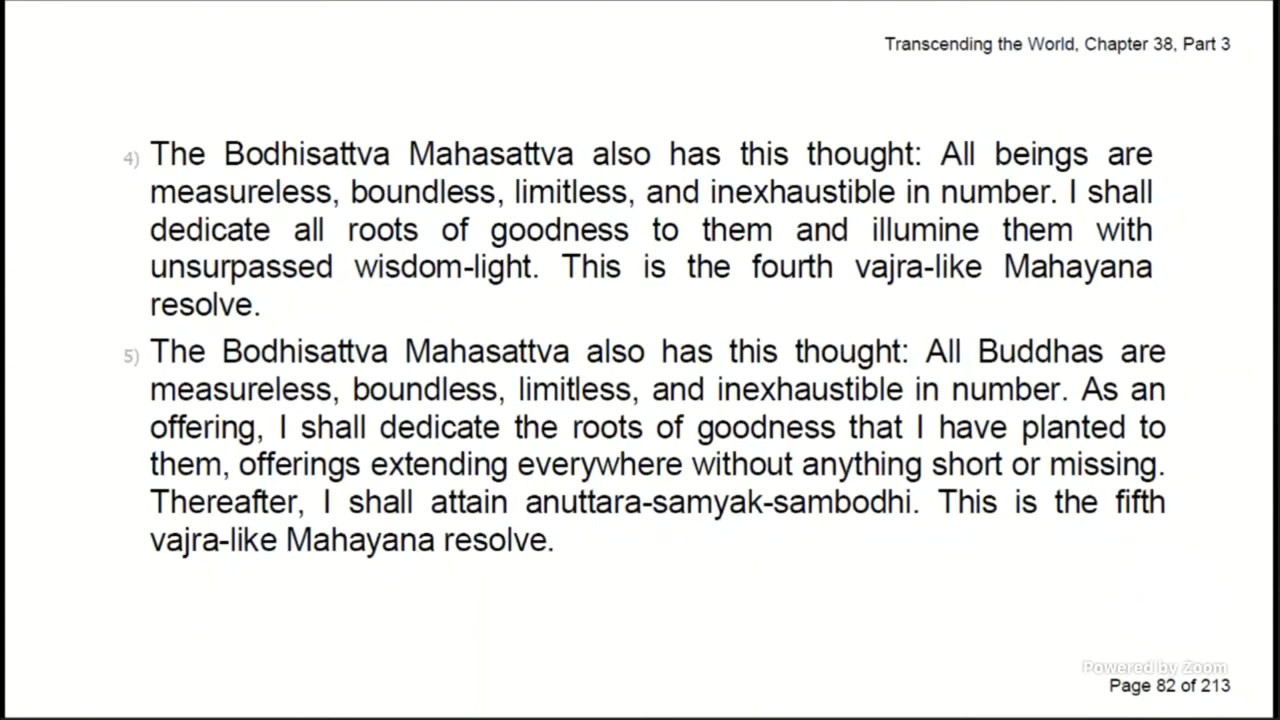 Transcending the World, Chapter 38, Part 3
4) The Bodhisattva Mahasattva also has this thought: All beings are
measureless, boundless, limitless, and inexhaustible in number. I shall
dedicate all roots of goodness to them and illumine them with
unsurpassed wisdom-light. This is the fourth vajra-like Mahayana
resolve.
5) The Bodhisattva Mahasattva also has this thought: All Buddhas are
measureless, boundless, limitless, and inexhaustible in number. As an
offering, I shall dedicate the roots of goodness that I have planted to
them, offerings extending everywhere without anything short or missing.
Thereafter, I shall attain anuttara-samyak-sambodhi. This is the fifth
vajra-like Mahayana resolve.
Powered by Zoom
Page 82 of 213